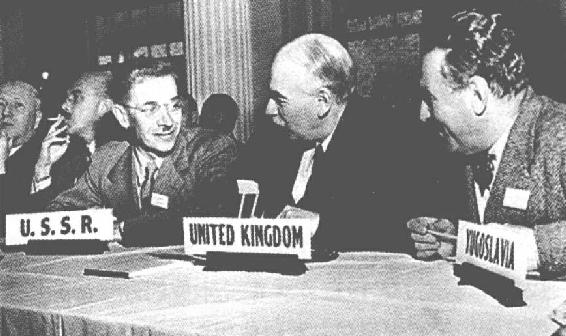 U. S. S. R.
UNITED KINGDOM
YUGOSLAVIA